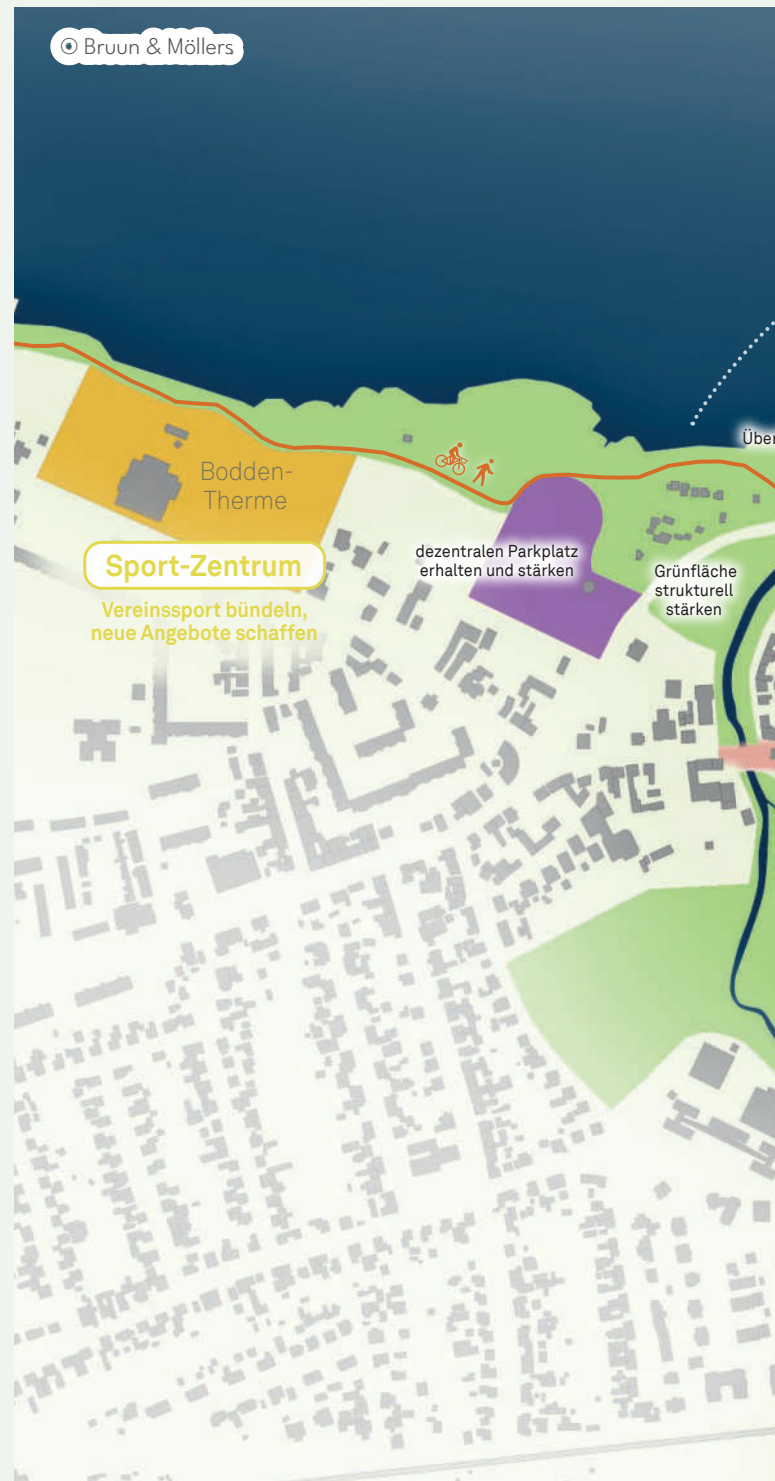 Bruun & Möllers
Über
Bodden-
Therme
dezentralen Parkplatz
erhalten und stärken
Sport-Zentrum
Grünfläche
strukturell
stärken
Vereinssport bündeln,
neue Angebote schaffen